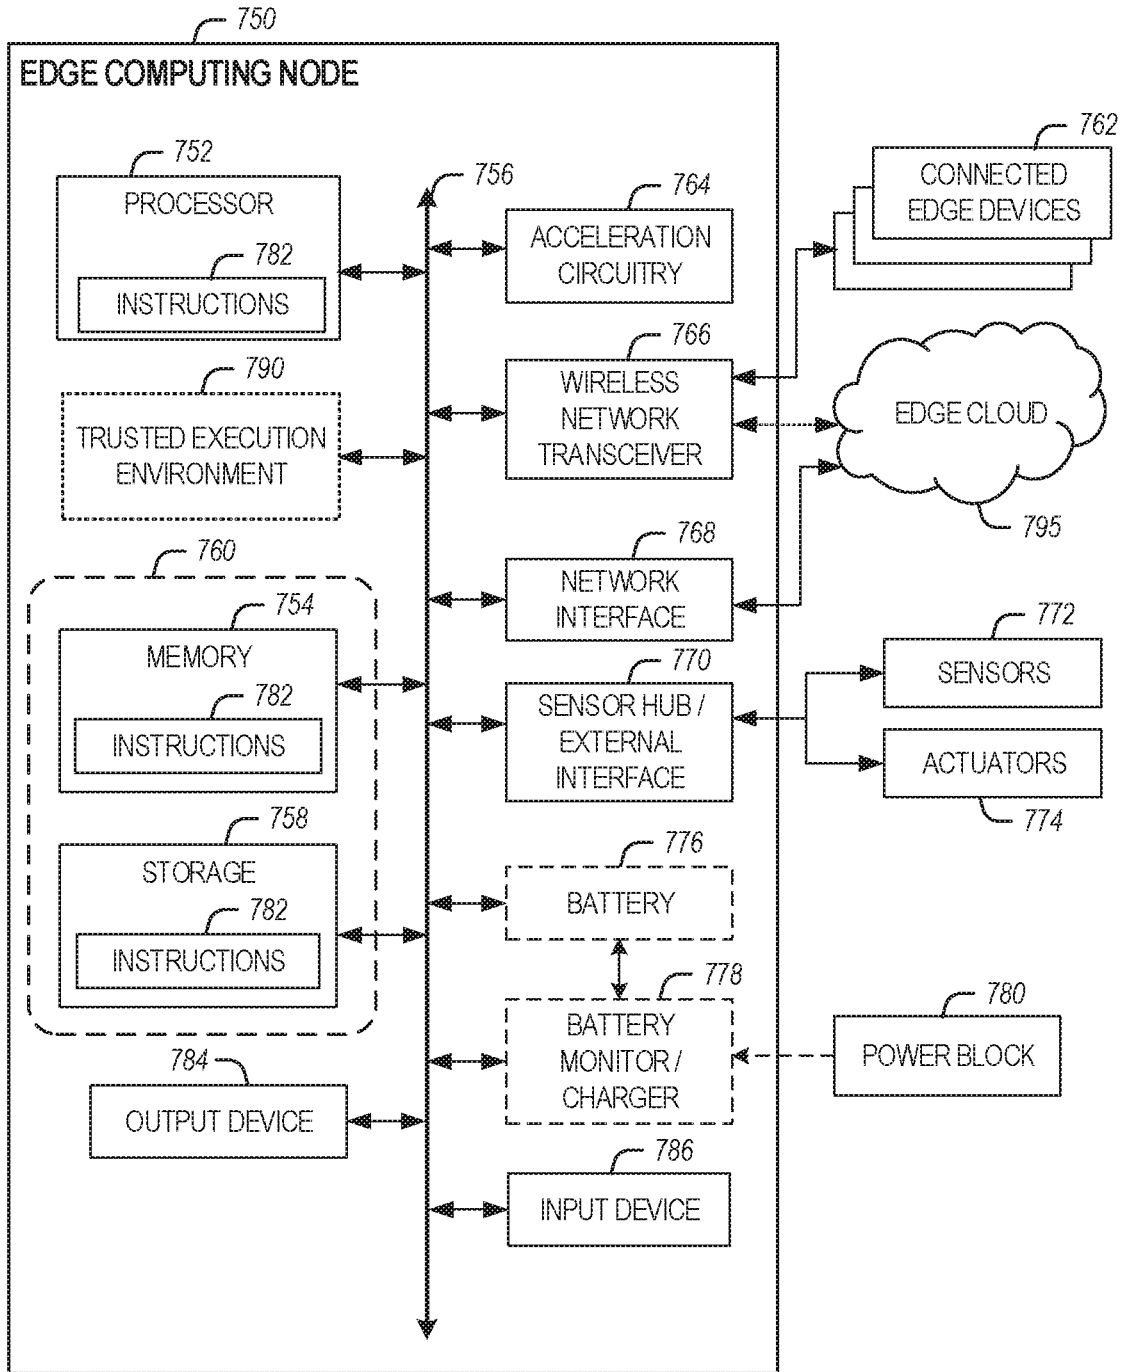 750
EDGE COMPUTING NODE
752
PROCESSOR
782
INSTRUCTIONS
790
TRUSTED EXECUTION
ENVIRONMENT
760
754
MEMORY
782
INSTRUCTIONS
758
STORAGE
782
INSTRUCTIONS
784
OUTPUT DEVICE
756
764
ACCELERATION
CIRCUITRY
766
WIRELESS
NETWORK
TRANSCEIVER
768
NETWORK
INTERFACE
770
SENSOR HUB /
EXTERNAL
INTERFACE
776
BATTERY
778
BATTERY
MONITOR /
CHARGER
786
INPUT DEVICE
762
CONNECTED
EDGE DEVICES
EDGE CLOUD
795
772
SENSORS
ACTUATORS
774
780
POWER BLOCK